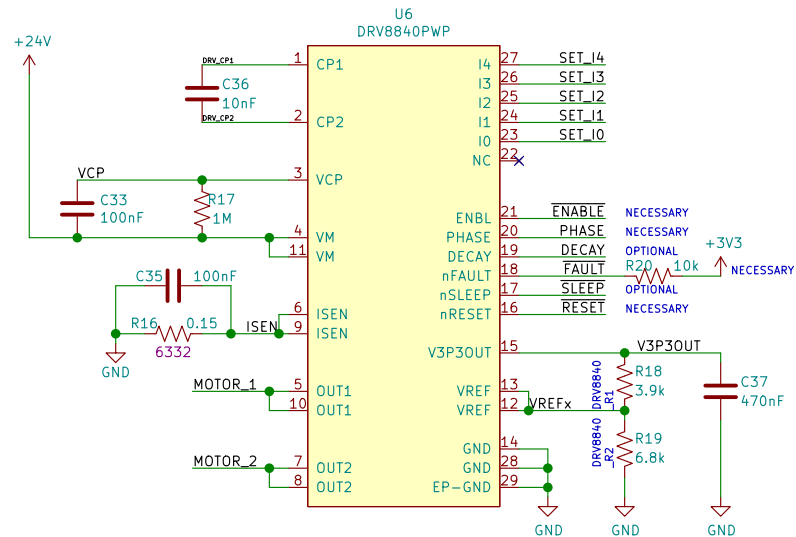 U6
DRV8840PWP
+24V
DRV_CP1
1
CP1
C36
10nF
DRV_CP2
2
CP2
VCP
3
VCP
C33
100nF
R17
1M
4
VM
11
VM
C35
100nF
R16
0.15
6332
GND
ISEN
6
ISEN
9
ISEN
MOTOR_1
5
OUT1
10
OUT1
MOTOR_2
7
OUT2
8
OUT2
I4
27
SET_I4
I3
26
SET_I3
I2
25
SET_I2
I1
24
SET_I1
I0
23
SET_I0
NC
22
ENBL
21
ENABLE
NECESSARY
PHASE
20
PHASE
NECESSARY
DECAY
19
DECAY
OPTIONAL
nFAULT
18
FAULT
R20
10k
+3V3
NECESSARY
nSLEEP
17
SLEEP
OPTIONAL
nRESET
16
RESET
NECESSARY
V3P3OUT
15
V3P3OUT
VREF
13
VREF
12
VREFx
DRV8840
_R1
R18
3.9k
C37
470nF
DRV8840
_R2
R19
6.8k
GND
14
GND
28
EP-GND
29
GND
GND
GND